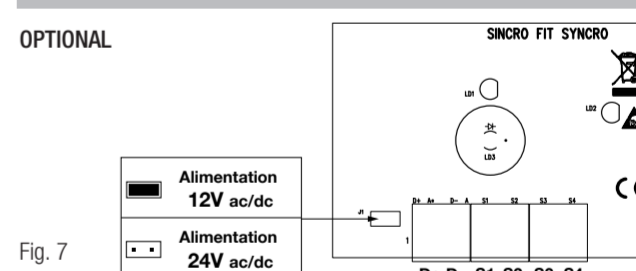 OPTIONAL
SINCRO FIT SYNCRO
LD1
LD2
LD3
Alimentation
12V ac/dc
J1
D+ A+ D- A S1 S2 S3 S4
1
Alimentation
24V ac/dc
Fig. 7